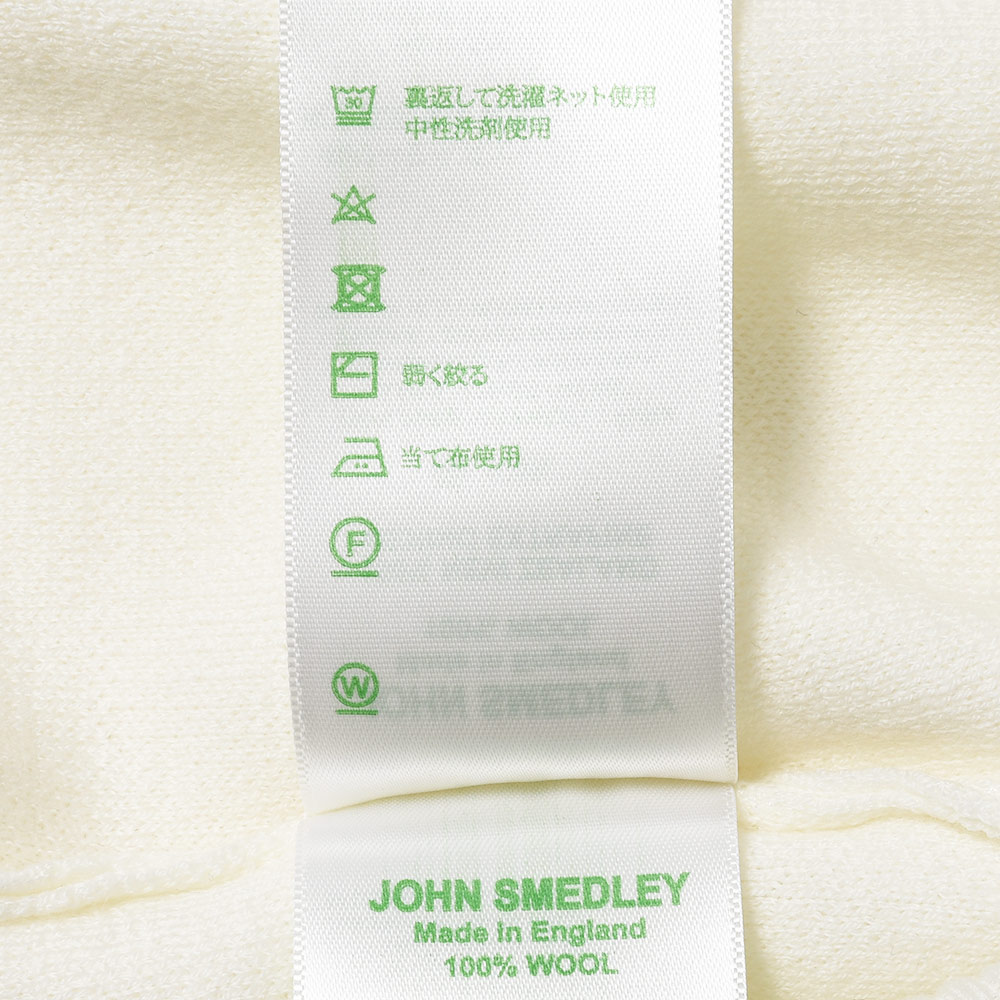 30 裏返して洗濯ネット使用
中性洗剤使用
弱く絞る
当て布使用
F
W
JOHN SMEDLEY
Made in England
100% WOOL